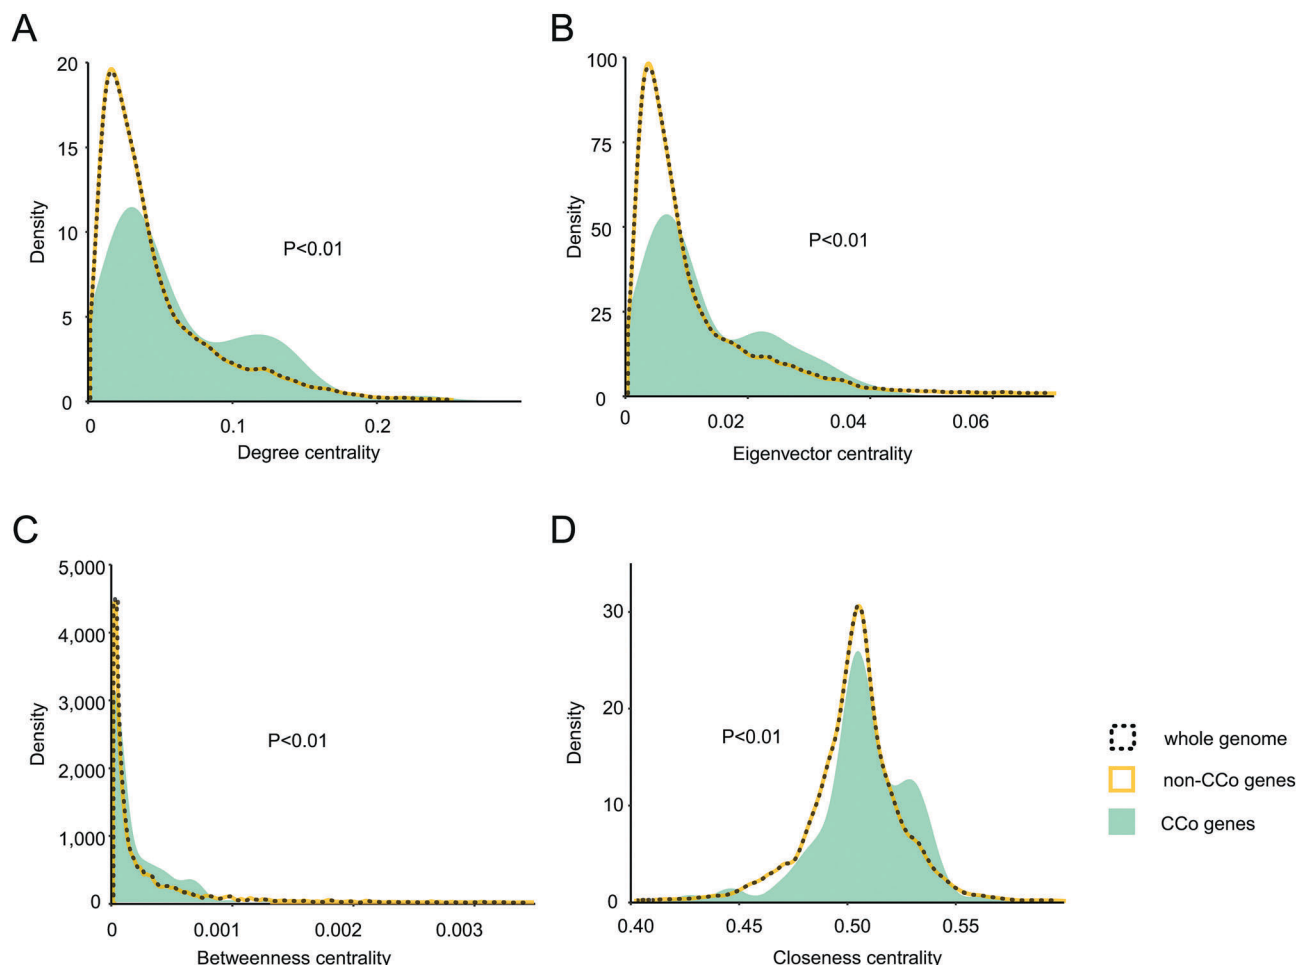 A
20
15
10
5
0
Density
P<0.01
0
0.1
0.2
Degree centrality
B
100
75
50
25
0
Density
P<0.01
0
0.02
0.04
0.06
Eigenvector centrality
C
5,000
4,000
3,000
2,000
1,000
0
Density
P<0.01
0
0.001
0.002
0.003
Betweenness centrality
D
30
20
10
0
Density
P<0.01
0.40
0.45
0.50
0.55
Closeness centrality
whole genome
non-CCo genes
CCo genes